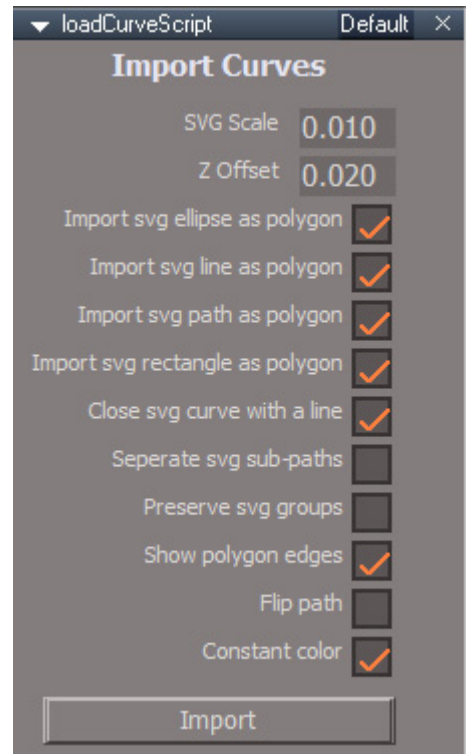 loadCurveScript Default
Import Curves
SVG Scale 0.010
Z Offset 0.020
Import svg ellipse as polygon
Import svg line as polygon
Import svg path as polygon
Import svg rectangle as polygon
Close svg curve with a line
Seperate svg sub-paths
Preserve svg groups
Show polygon edges
Flip path
Constant color
Import